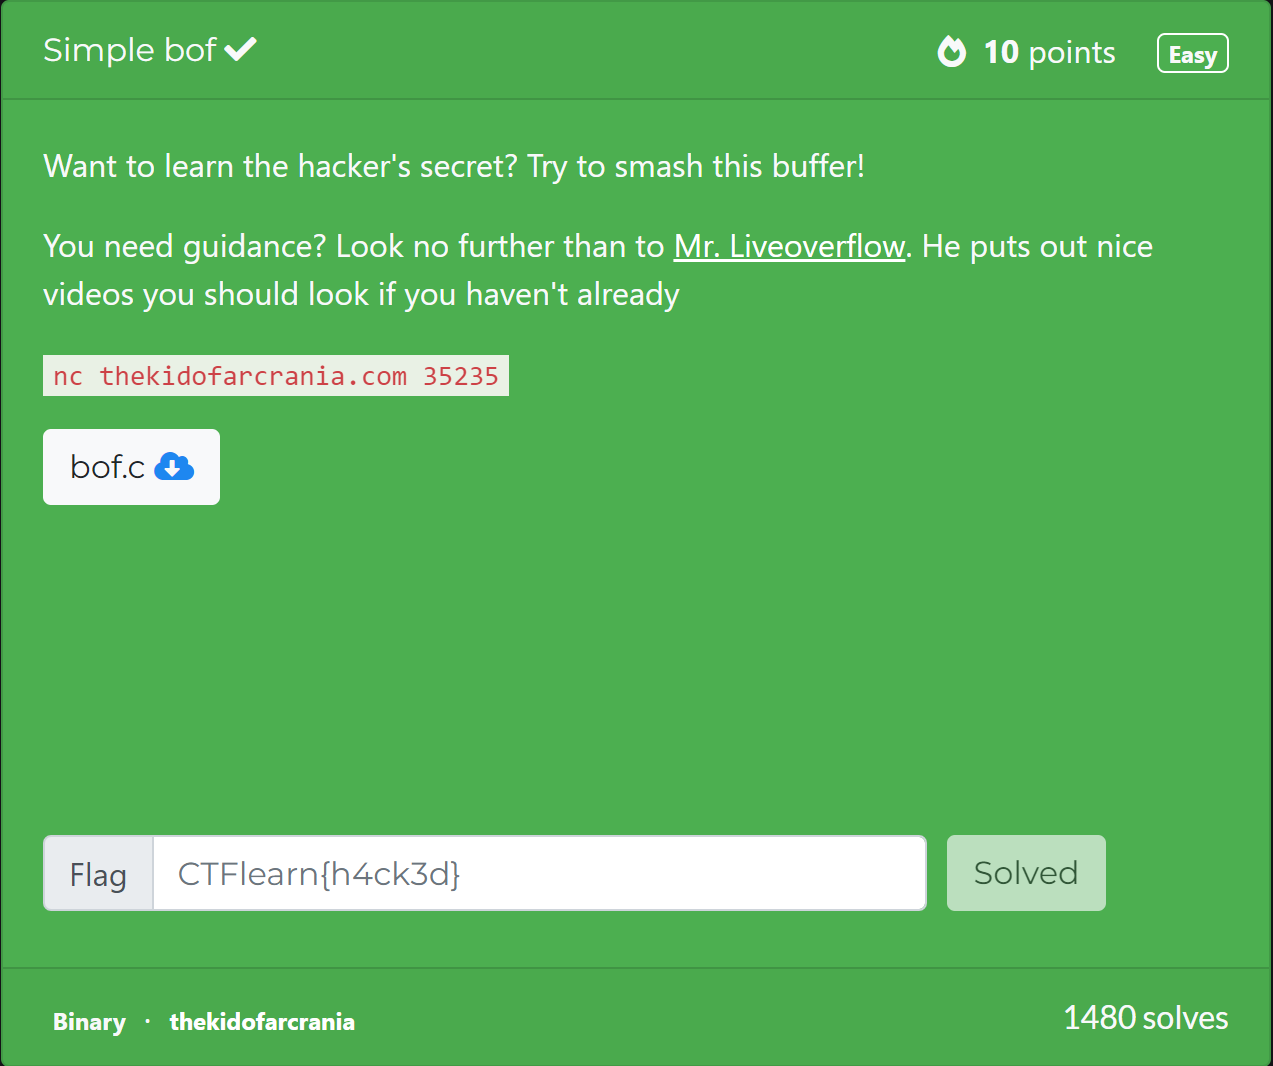 Simple bof
10 points
Easy
Want to learn the hacker's secret? Try to smash this buffer!
You need guidance? Look no further than to Mr. Liveoverflow. He puts out nice
videos you should look if you haven't already
nc thekidofarcrania.com 35235
bof.c
Flag
CTFlearn{h4ck3d}
Solved
Binary · thekidofarcrania
1480 solves